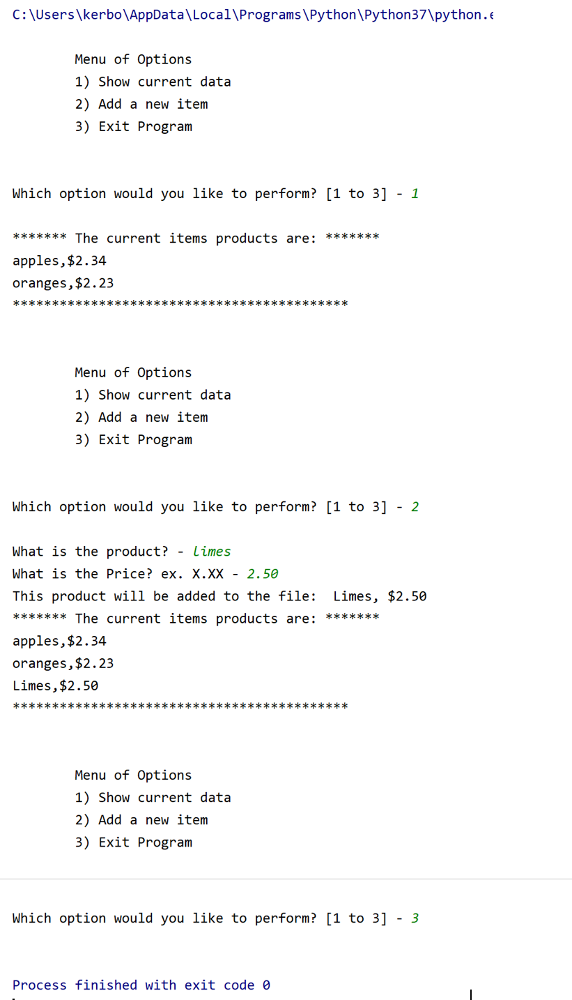 C:\Users\kerbo\AppData\Local\Programs\Python\Python37\python.e
Menu of Options
1) Show current data
2) Add a new item
3) Exit Program
Which option would you like to perform? [1 to 3] - 1
******* The current items products are: *******
apples,$2.34
oranges,$2.23
*******************************************
Menu of Options
1) Show current data
2) Add a new item
3) Exit Program
Which option would you like to perform? [1 to 3] - 2
What is the product? - limes
What is the Price? ex. X.XX - 2.50
This product will be added to the file:  Limes, $2.50
******* The current items products are: *******
apples,$2.34
oranges,$2.23
Limes,$2.50
*******************************************
Menu of Options
1) Show current data
2) Add a new item
3) Exit Program
Which option would you like to perform? [1 to 3] - 3
Process finished with exit code 0